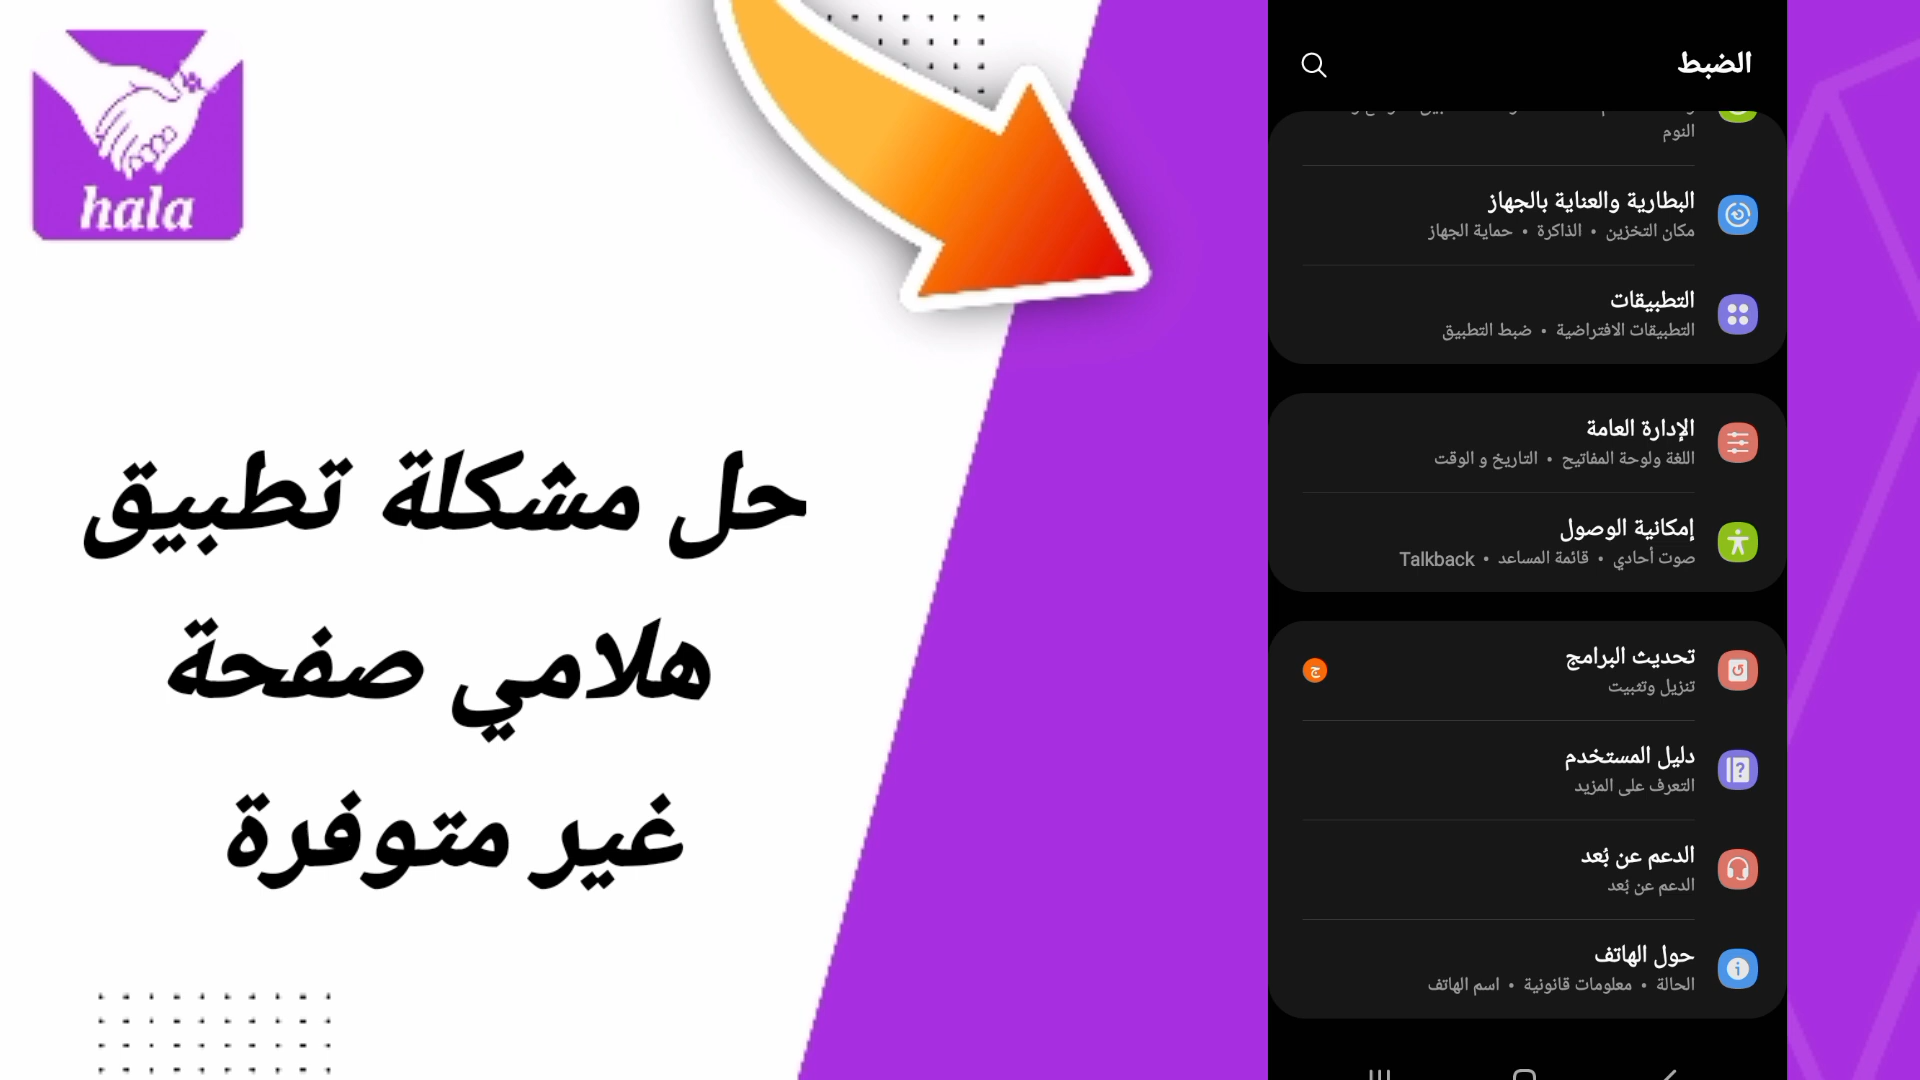 hala
حل مشكلة تطبيق
هلامي صفحة
غير متوفرة
الضبط
النوم
البطارية والعناية بالجهاز
مكان التخزين • الذاكرة • حماية الجهاز
التطبيقات
التطبيقات الافتراضية • ضبط التطبيق
الإدارة العامة
اللغة ولوحة المفاتيح • التاريخ و الوقت
إمكانية الوصول
صوت أحادي • قائمة المساعد • Talkback
تحديث البرامج
تنزيل وتثبيت
ج
دليل المستخدم
التعرف على المزيد
الدعم عن بُعد
الدعم عن بُعد
حول الهاتف
الحالة • معلومات قانونية • اسم الهاتف